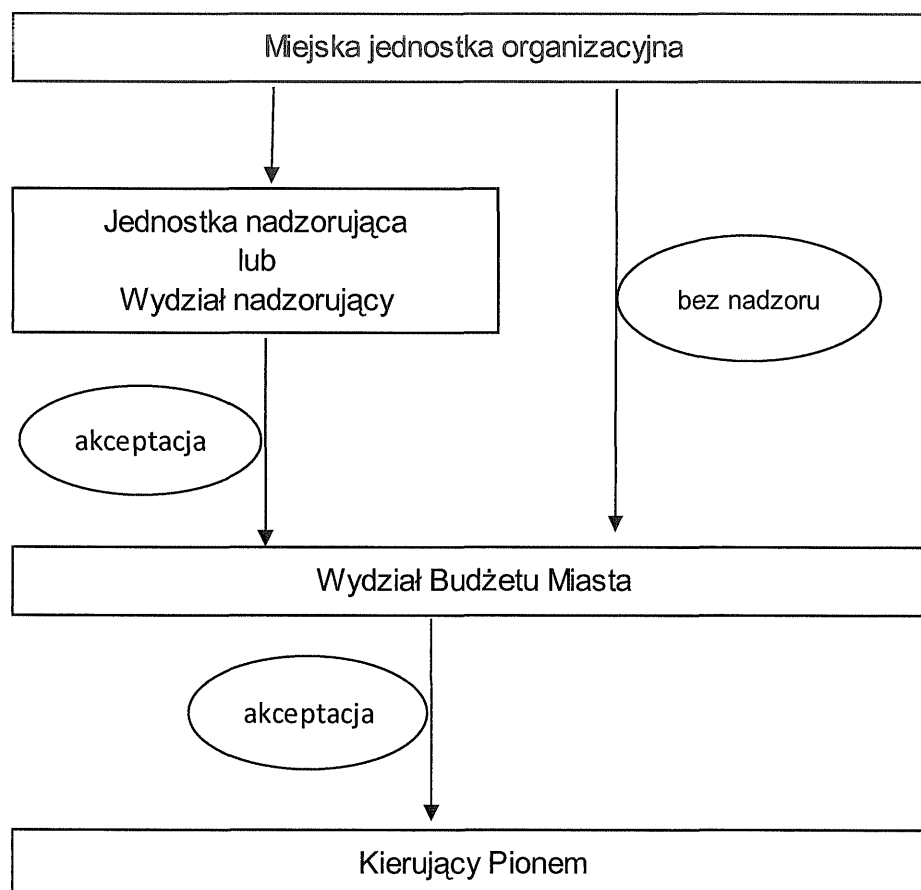 Miejska jednostka organizacyjna
Jednostka nadzorująca
lub
Wydział nadzorujący
bez nadzoru
akceptacja
Wydział Budżetu Miasta
akceptacja
Kierujący Pionem